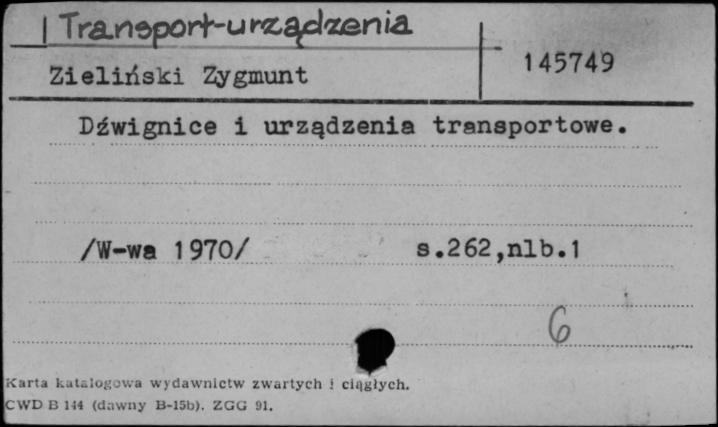 Transport-urządzenia
Zieliński Zygmunt
145749
Dźwignice i urządzenia transportowe.
/W-wa 1970/ s.262,nlb.1
6
Karta katalogowa wydawnictw zwartych i ciągłych.
CWD B 144 (dawny B-15b). ZGG 91.